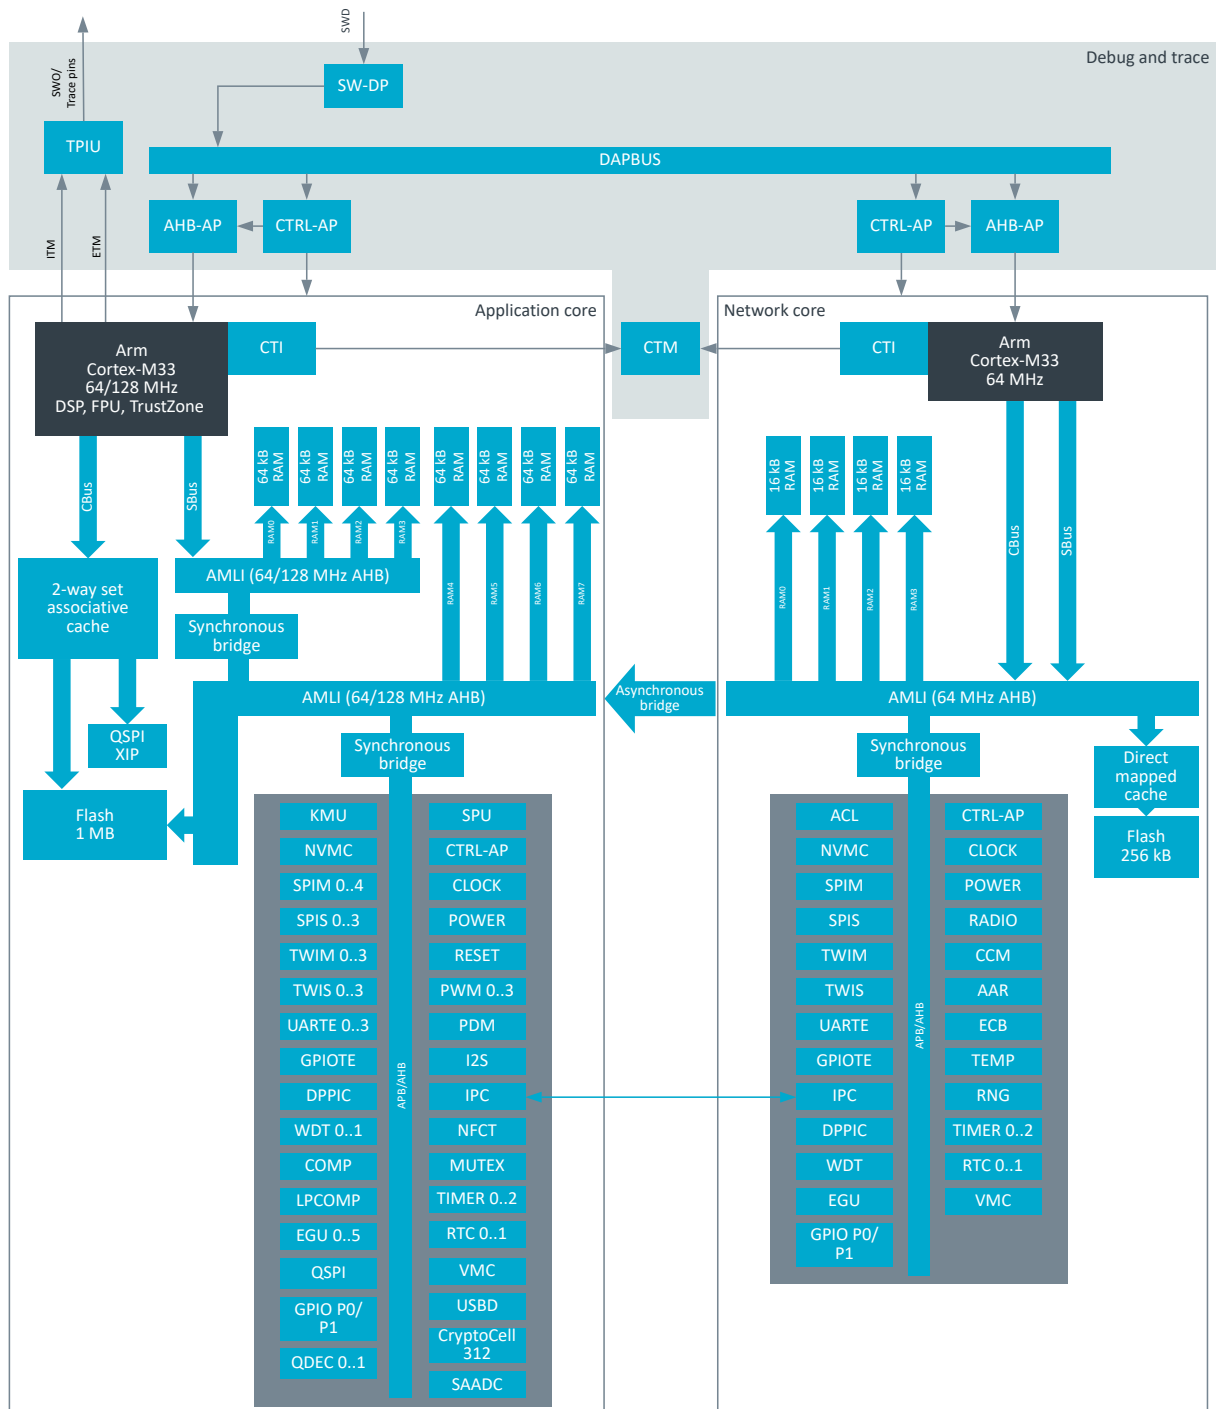 SWD
Debug and trace
SWO/
Trace pins
SW-DP
TPIU
DAPBUS
AHB-AP
CTRL-AP
CTRL-AP
AHB-AP
ITM
ETM
Application core
Network core
Arm
Cortex-M33
64/128 MHz
DSP, FPU, TrustZone
CTI
CTM
CTI
Arm
Cortex-M33
64 MHz
CBus
SBus
64 kB
RAM
64 kB
RAM
64 kB
RAM
64 kB
RAM
64 kB
RAM
64 kB
RAM
64 kB
RAM
64 kB
RAM
RAM0
RAM1
RAM2
RAM3
RAM4
RAM5
RAM6
RAM7
16 kB
RAM
16 kB
RAM
16 kB
RAM
16 kB
RAM
RAM0
RAM1
RAM2
RAM3
CBus
SBus
2-way set
associative
cache
AMLI (64/128 MHz AHB)
Synchronous
bridge
AMLI (64/128 MHz AHB)
Asynchronous
bridge
AMLI (64 MHz AHB)
QSPI
XIP
Synchronous
bridge
Synchronous
bridge
Direct
mapped
cache
Flash
1 MB
Flash
256 kB
APB/AHB
KMU
NVMC
SPIM 0..4
SPIS 0..3
TWIM 0..3
TWIS 0..3
UARTE 0..3
GPIOTE
DPPIC
WDT 0..1
COMP
LPCOMP
EGU 0..5
QSPI
GPIO P0/
P1
QDEC 0..1
SPU
CTRL-AP
CLOCK
POWER
RESET
PWM 0..3
PDM
I2S
IPC
NFCT
MUTEX
TIMER 0..2
RTC 0..1
VMC
USBD
CryptoCell
312
SAADC
APB/AHB
ACL
NVMC
SPIM
SPIS
TWIM
TWIS
UARTE
GPIOTE
IPC
DPPIC
WDT
EGU
GPIO P0/
P1
CTRL-AP
CLOCK
POWER
RADIO
CCM
AAR
ECB
TEMP
RNG
TIMER 0..2
RTC 0..1
VMC